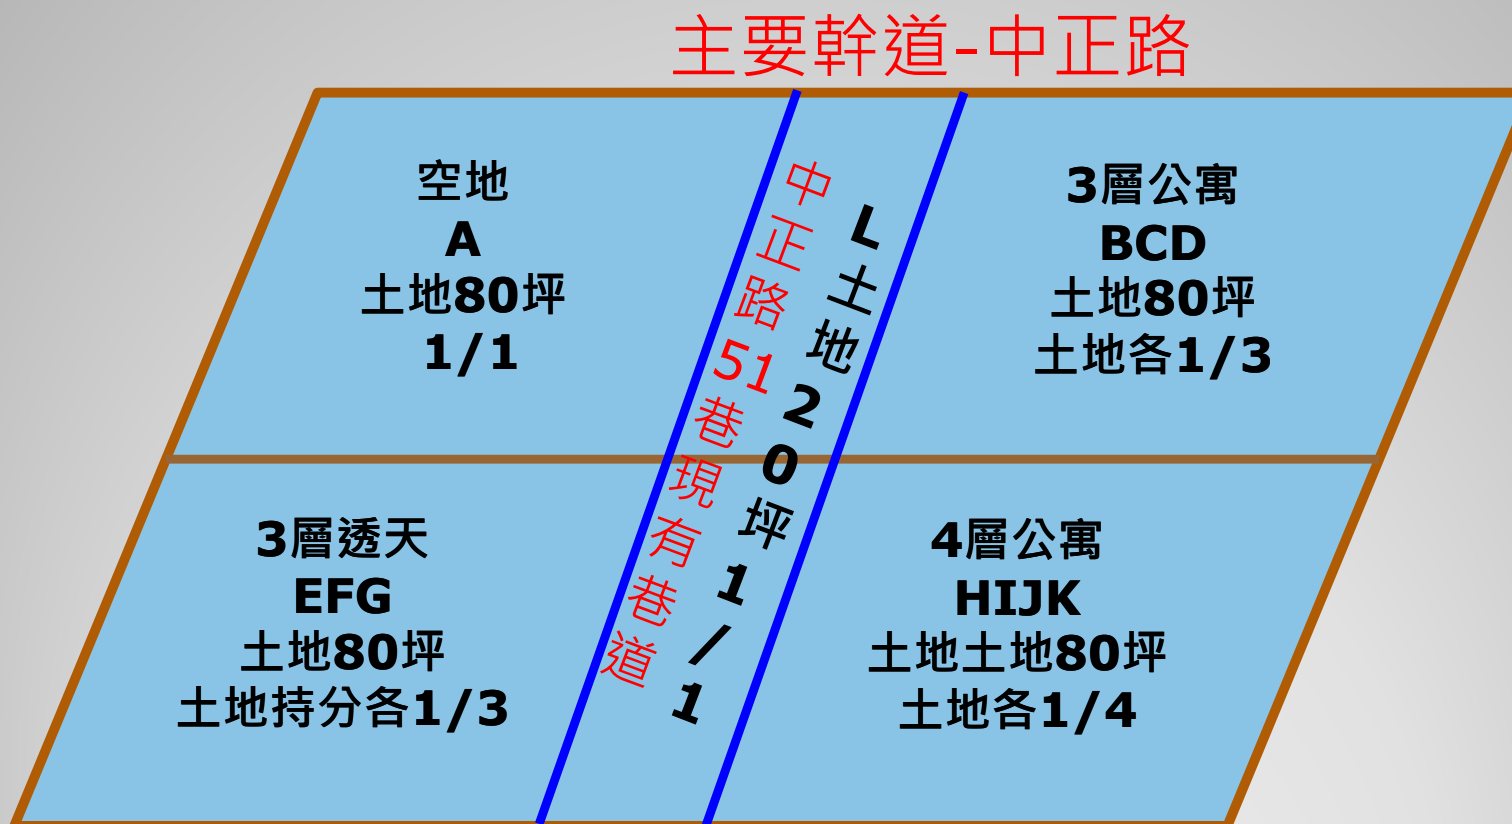 主要幹道-中正路
空地
A
土地80坪
1/1
中正路51巷現有巷道
L土地20坪1/1
3層公寓
BCD
土地80坪
土地各1/3
3層透天
EFG
土地80坪
土地持分各1/3
4層公寓
HIJK
土地土地80坪
土地各1/4